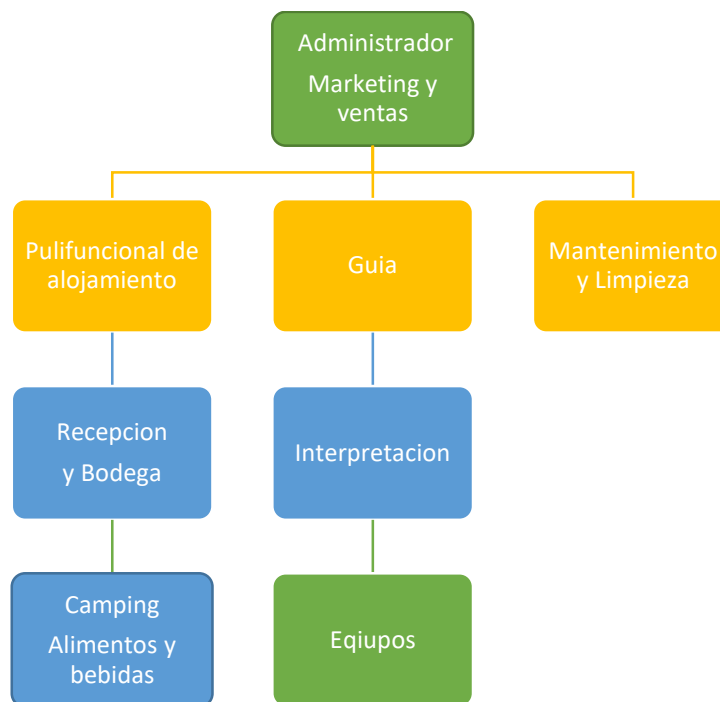 Administrador
Marketing y
ventas
Pulifuncional de
alojamiento
Guia
Mantenimiento
y Limpieza
Recepcion
y Bodega
Interpretacion
Camping
Alimentos y
bebidas
Eqiupos